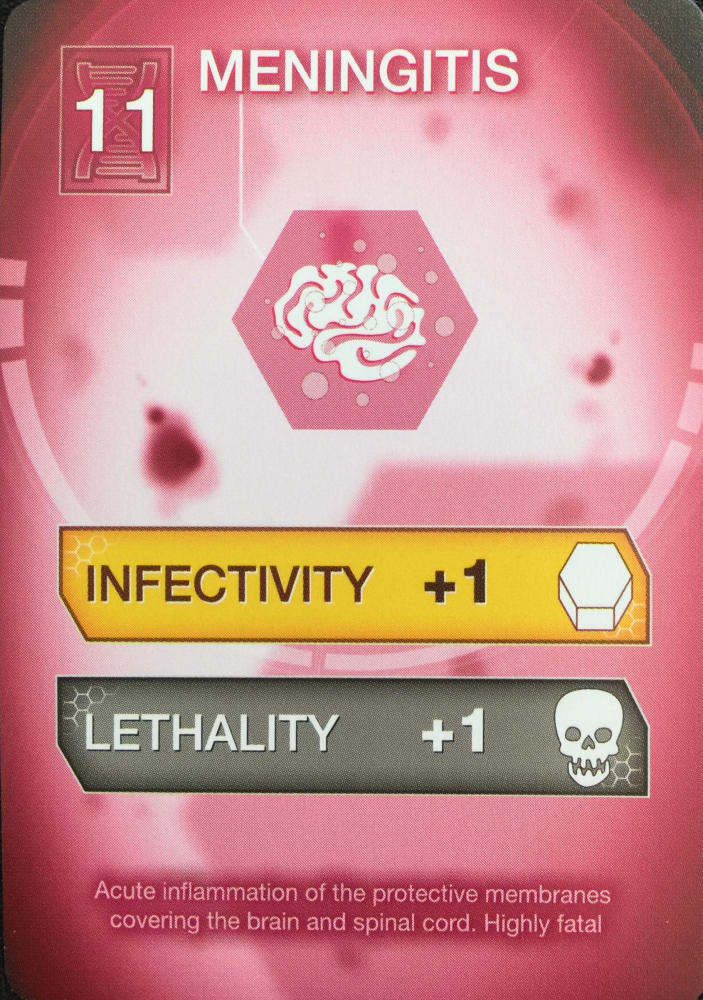 11
MENINGITIS
INFECTIVITY +1
LETHALITY +1
Acute inflammation of the protective membranes
covering the brain and spinal cord. Highly fatal